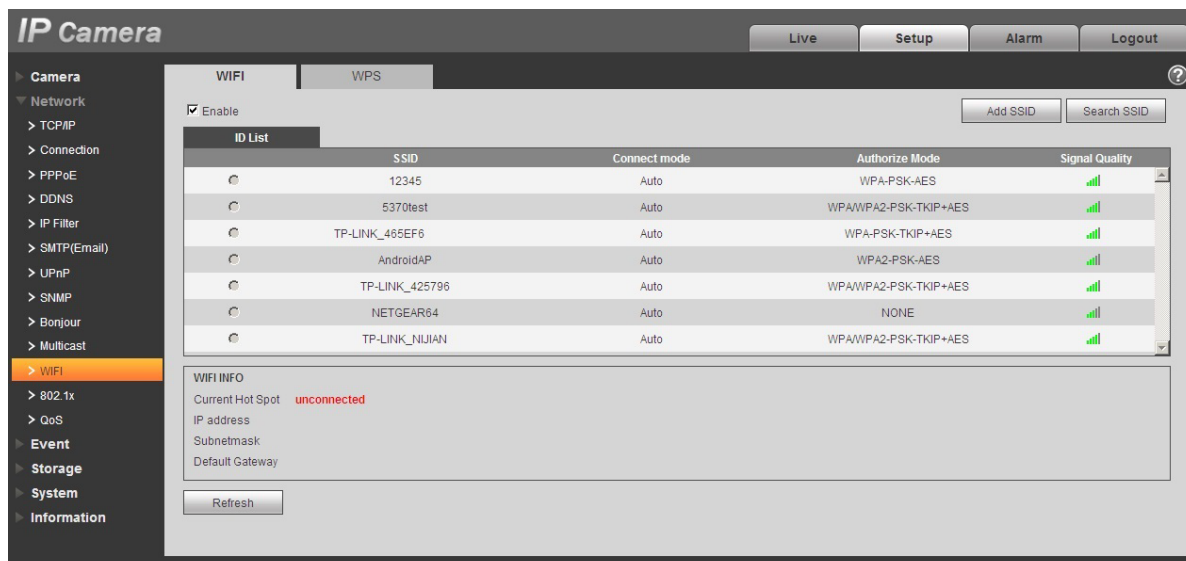 IP Camera
Live Setup Alarm Logout
Camera
Network
> TCP/IP
> Connection
> PPPoE
> DDNS
> IP Filter
> SMTP(Email)
> UPnP
> SNMP
> Bonjour
> Multicast
> WIFI
> 802.1x
> QoS
Event
Storage
System
Information
WIFI WPS
?
Enable Add SSID Search SSID
ID List
SSID Connect mode Authorize Mode Signal Quality
12345 Auto WPA-PSK-AES
5370test Auto WPA/WPA2-PSK-TKIP+AES
TP-LINK_465EF6 Auto WPA-PSK-TKIP+AES
AndroidAP Auto WPA2-PSK-AES
TP-LINK_425796 Auto WPA/WPA2-PSK-TKIP+AES
NETGEAR64 Auto NONE
TP-LINK_NIJIAN Auto WPA/WPA2-PSK-TKIP+AES
WIFI INFO
Current Hot Spot unconnected
IP address
Subnetmask
Default Gateway
Refresh